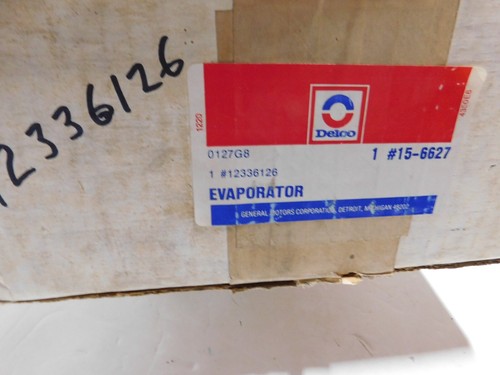 12336126
1220
Delco
0127G8
1 #15-6627
1 #12336126
EVAPORATOR
GENERAL MOTORS CORPORATION, DETROIT, MICHIGAN 48202